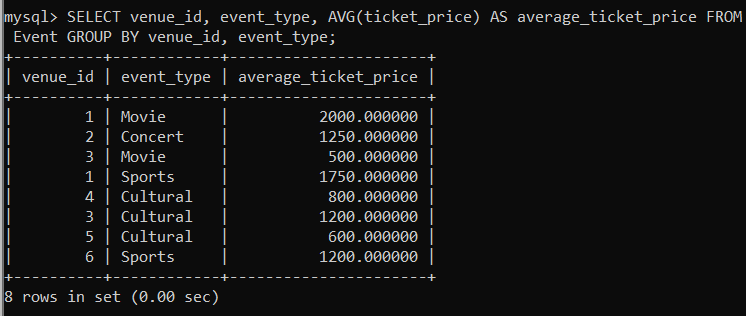 mysql> SELECT venue_id, event_type, AVG(ticket_price) AS average_ticket_price FROM
 Event GROUP BY venue_id, event_type;
+----------+------------+----------------------+
| venue_id | event_type | average_ticket_price |
+----------+------------+----------------------+
|        1 | Movie      |          2000.000000 |
|        2 | Concert    |          1250.000000 |
|        3 | Movie      |           500.000000 |
|        1 | Sports     |          1750.000000 |
|        4 | Cultural   |           800.000000 |
|        3 | Cultural   |          1200.000000 |
|        5 | Cultural   |           600.000000 |
|        6 | Sports     |          1200.000000 |
+----------+------------+----------------------+
8 rows in set (0.00 sec)